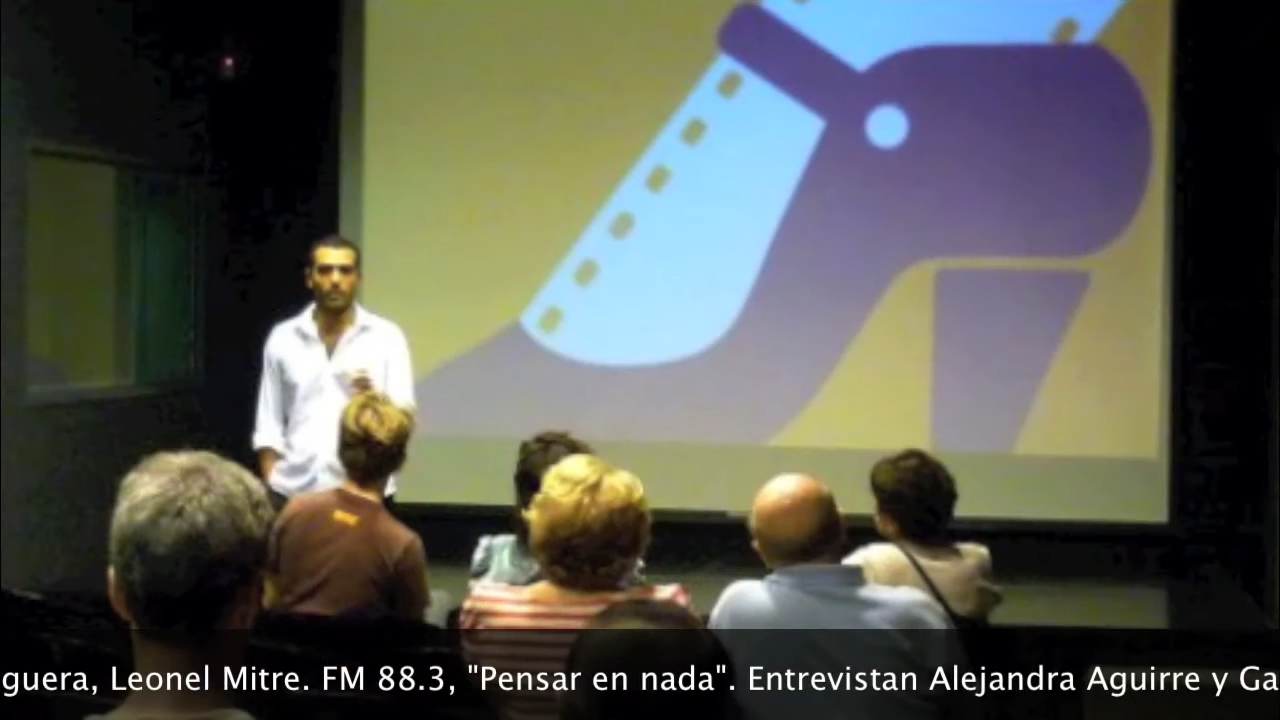 guera, Leonel Mitre. FM 88.3, "Pensar en nada". Entrevistan Alejandra Aguirre y Ga